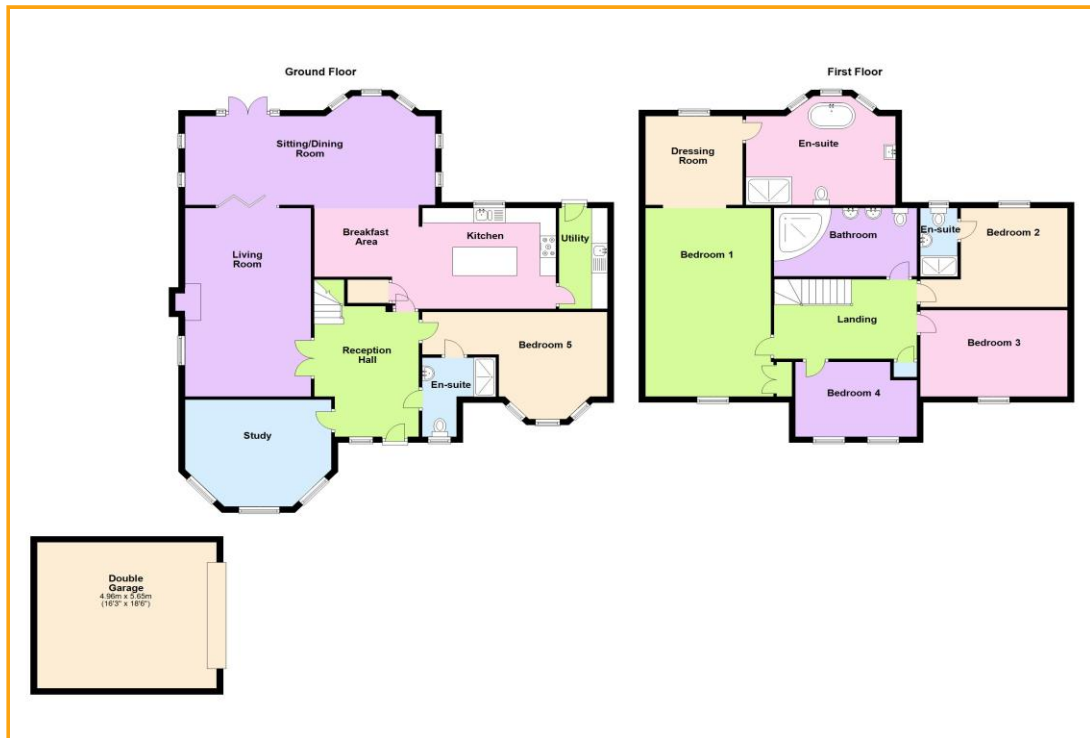 Ground Floor
Sitting/Dining
Room
Breakfast
Area
Kitchen
Utility
Living
Room
Reception
Hall
Bedroom 5
En-suite
Study
Double
Garage
4.96m x 5.65m
(16'3" x 18'6")
First Floor
Dressing
Room
En-suite
Bedroom 1
Bathroom
En-suite
Bedroom 2
Landing
Bedroom 3
Bedroom 4